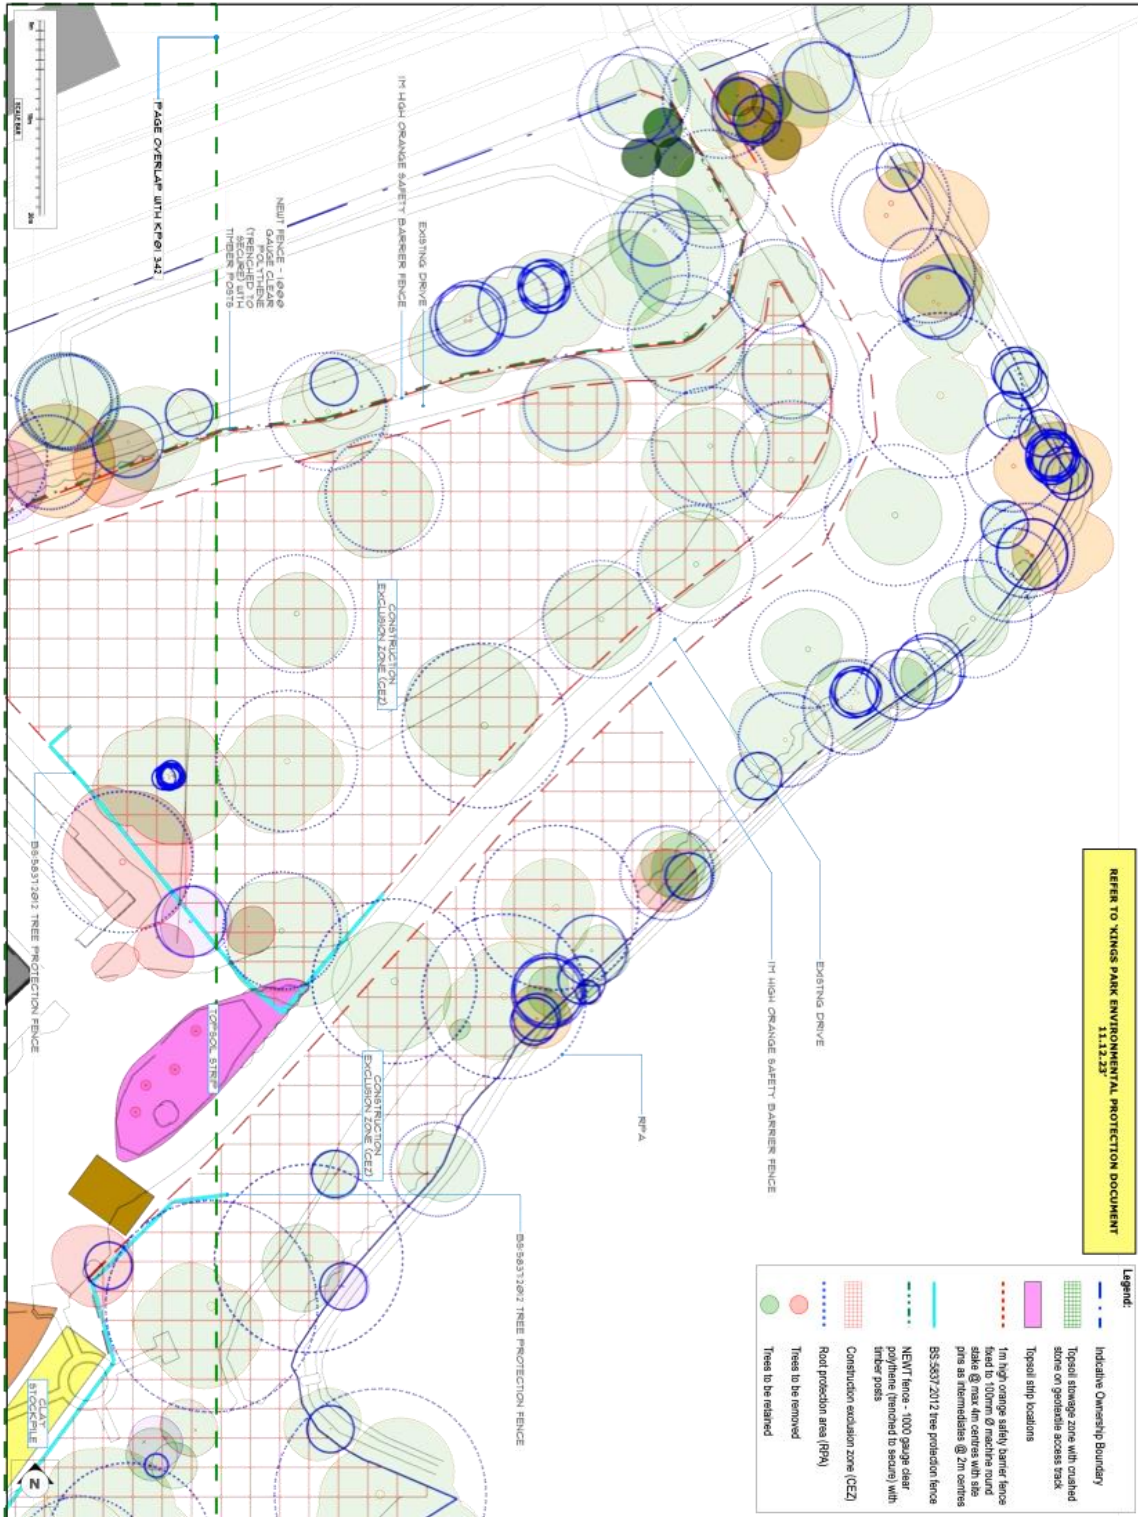 REFER TO 'KINGS PARK ENVIRONMENTAL PROTECTION DOCUMENT
11.12.23'
Legend:
Indicative Ownership Boundary
Topsoil stowage zone with crushed
stone on geotextile access track
Topsoil strip locations
1m high orange safety barrier fence
fixed to 100mm Ø machine round
stake @ max 4m centres with site
pins as intermediates @ 2m centres
BS:5837:2012 tree protection fence
NEWT fence - 1000 gauge clear
polythene (trenched to secure) with
timber posts
Construction exclusion zone (CEZ)
Root protection area (RPA)
Trees to be removed
Trees to be retained
EXISTING DRIVE
1M HIGH ORANGE SAFETY BARRIER FENCE
RPA
BS:5837:2012 TREE PROTECTION FENCE
EXISTING DRIVE
1M HIGH ORANGE SAFETY BARRIER FENCE
NEWT FENCE - 1000
GAUGE CLEAR
POLYTHENE
(TRENCHED TO
SECURE) WITH
TIMBER POSTS
PAGE OVERLAP WITH KP01 342
CONSTRUCTION
EXCLUSION ZONE (CEZ)
CONSTRUCTION
EXCLUSION ZONE (CEZ)
TOPSOIL STRIP
BS:5837:2012 TREE PROTECTION FENCE
CLAY
STOCKPILE
N
SCALE BAR
0m
10m
20m